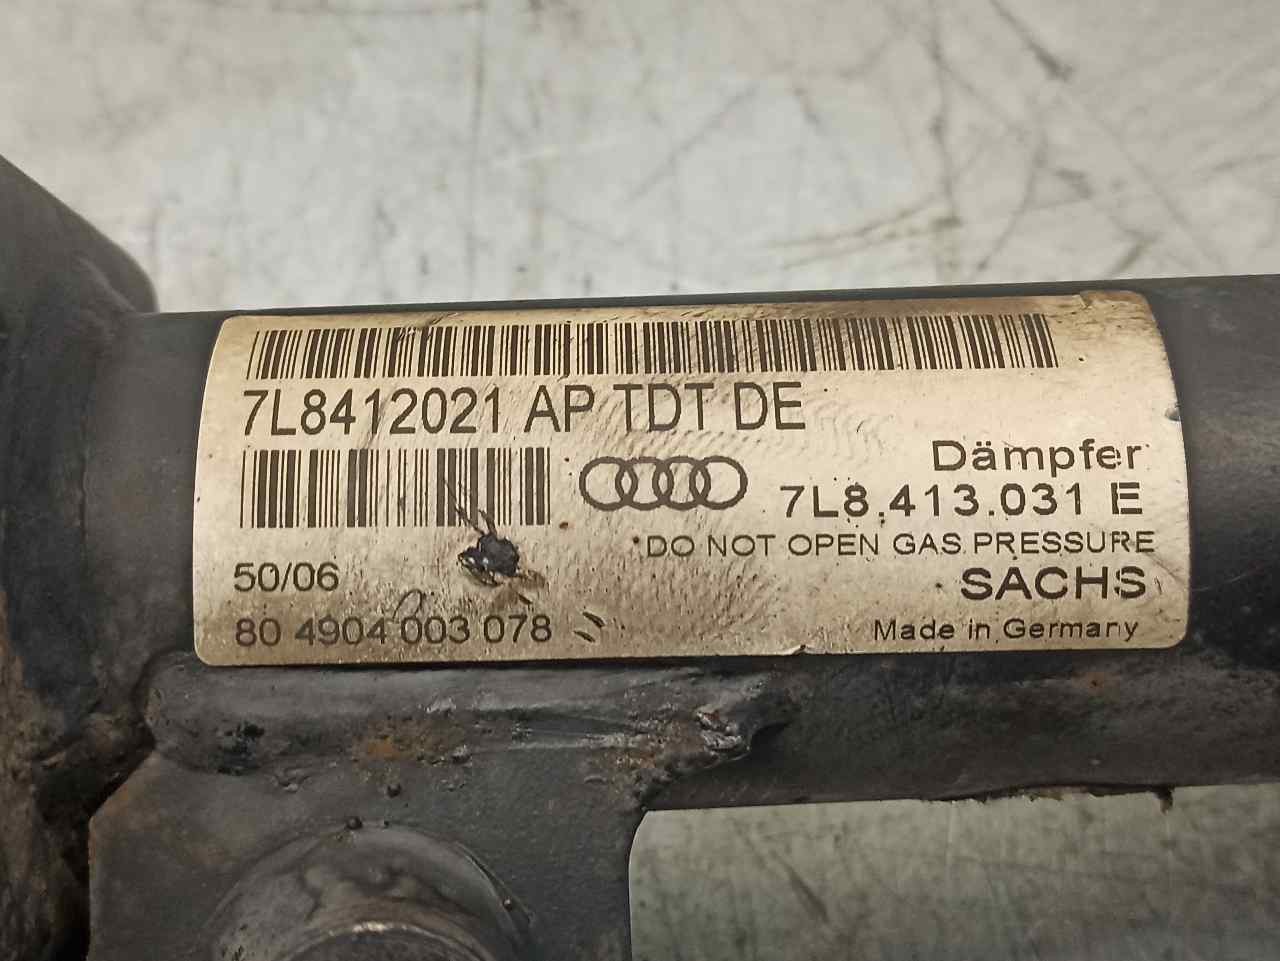 7L8412021 AP TDT DE
Dämpfer
7L8.413.031 E
DO NOT OPEN GAS PRESSURE
50/06
SACHS
80 4904 003 078
Made in Germany